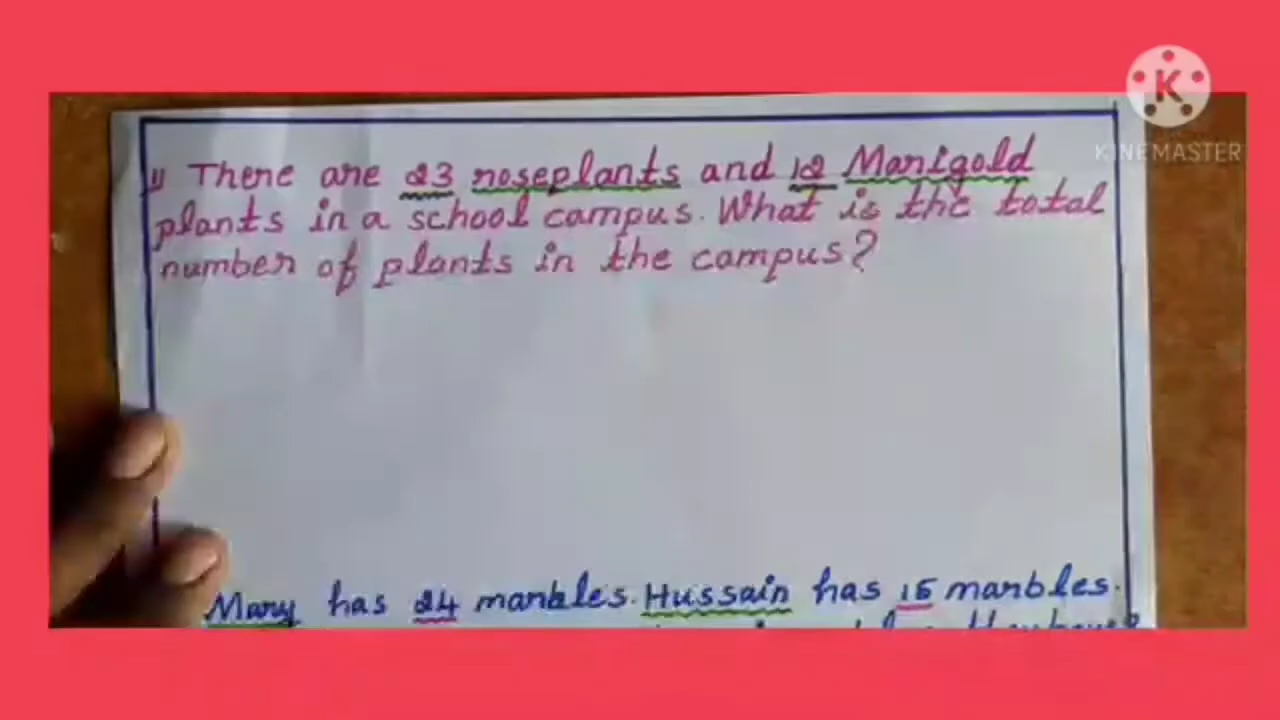 1) There are 23 roseplants and 12 Marigold
plants in a school campus. What is the total
number of plants in the campus?
Mary has 24 marbles. Hussain has 15 marbles.
K
KINEMASTER